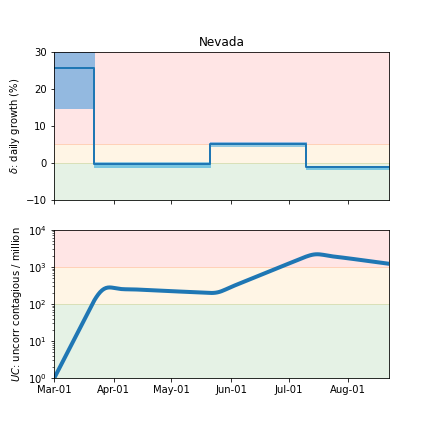 Nevada
30
20
10
0
−10
δ: daily growth (%)
10⁴
10³
10²
10¹
10⁰
UC: uncorr contagious / million
Mar-01 Apr-01 May-01 Jun-01 Jul-01 Aug-01